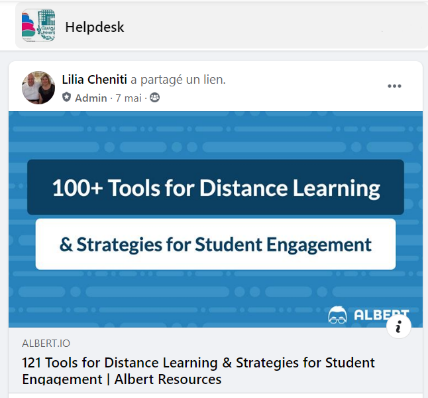 Helpdesk
Lilia Cheniti a partagé un lien.
Admin · 7 mai ·
100+ Tools for Distance Learning
& Strategies for Student Engagement
ALBERT
i
ALBERT.IO
121 Tools for Distance Learning & Strategies for Student
Engagement | Albert Resources